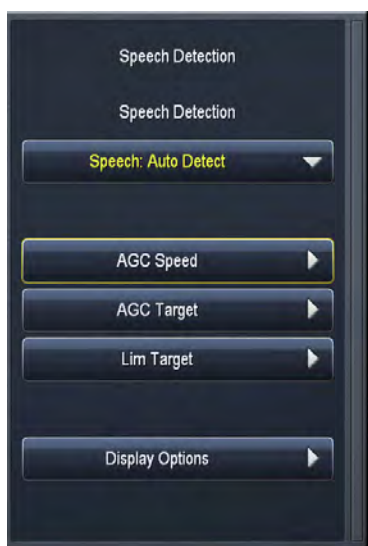 Speech Detection
Speech Detection
Speech: Auto Detect
AGC Speed
AGC Target
Lim Target
Display Options